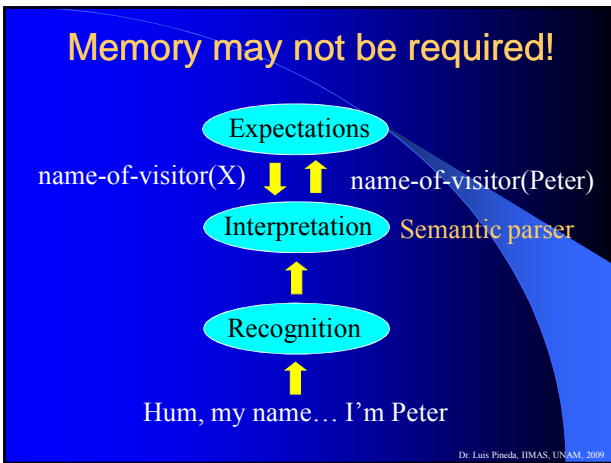 Memory may not be required!
Expectations
name-of-visitor(X)
name-of-visitor(Peter)
Interpretation
Semantic parser
Recognition
Hum, my name… I'm Peter
Dr. Luis Pineda, IIMAS, UNAM, 2009